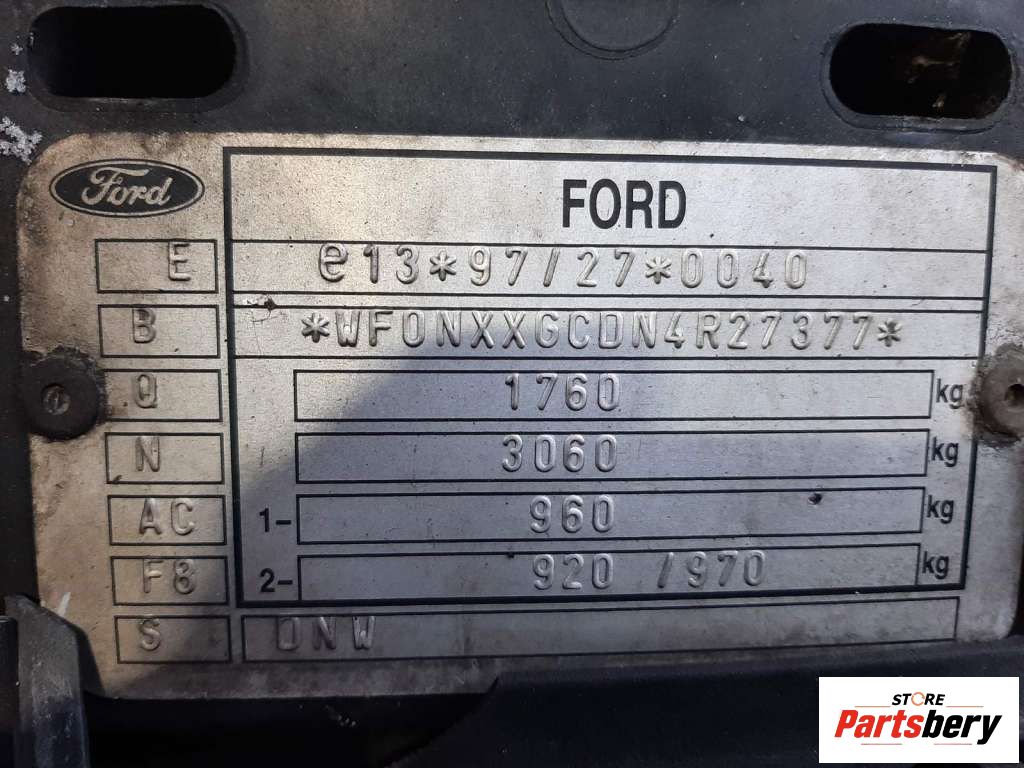 Ford
FORD
E e13*97/27*0040
B *WF0NXXGCDN4R27377*
Q 1760 kg
N 3060 kg
AC 1- 960 kg
F8 2- 920 /970 kg
S DNW
STORE
Partsbery